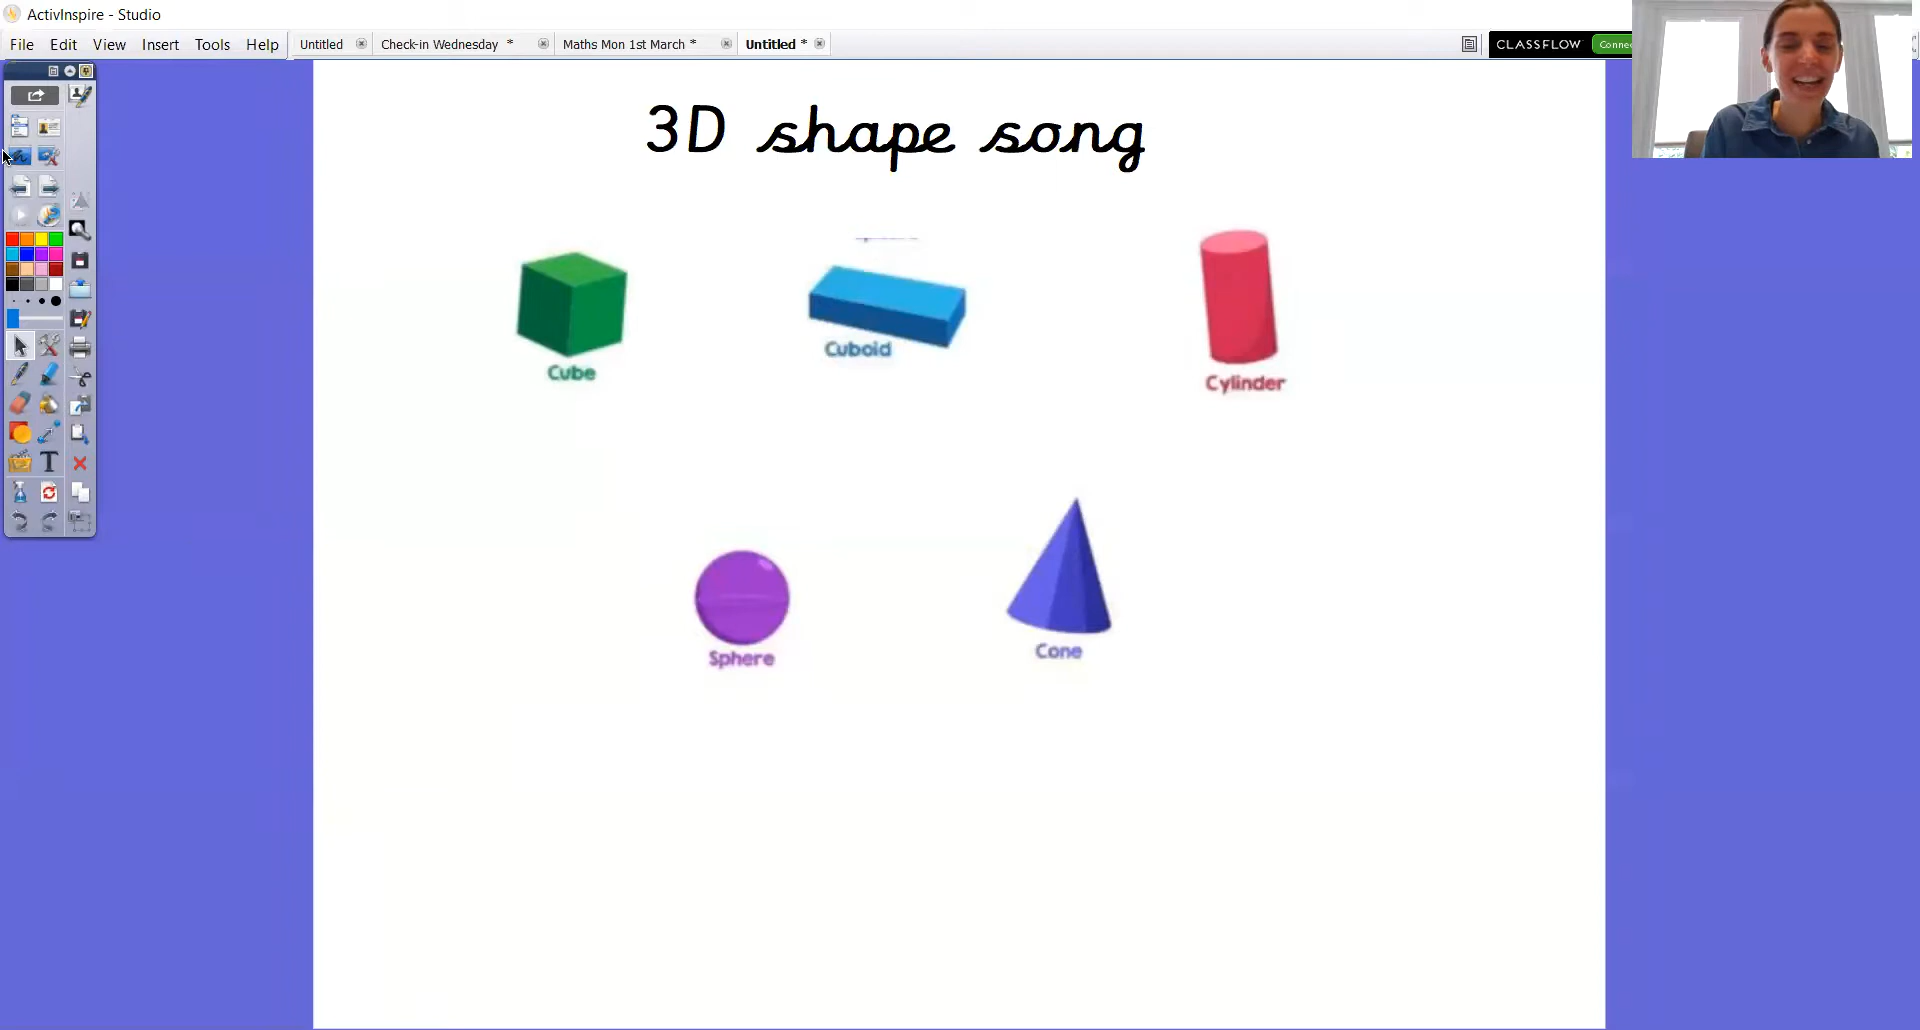 ActivInspire - Studio
File Edit View Insert Tools Help
Untitled Check-in Wednesday * Maths Mon 1st March * Untitled *
CLASSFLOW
3D shape song
Cube
Cuboid
Cylinder
Sphere
Cone